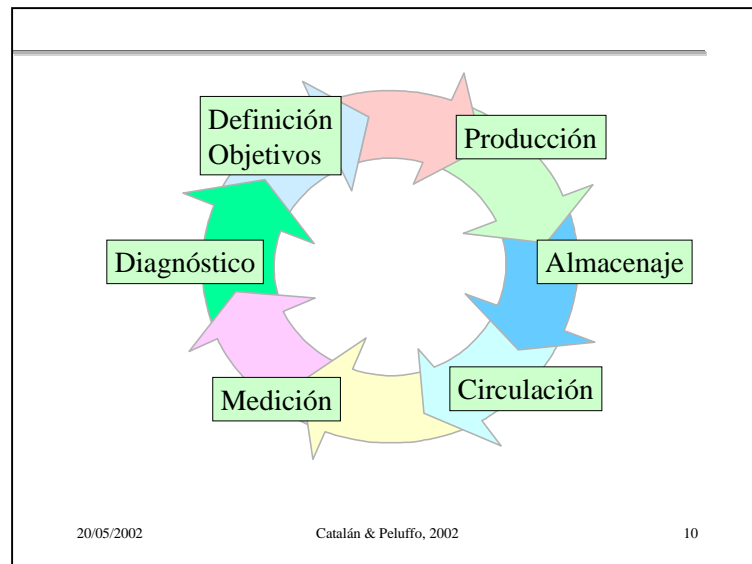 Definición
Objetivos
Producción
Almacenaje
Circulación
Medición
Diagnóstico
20/05/2002
Catalán & Peluffo, 2002
10